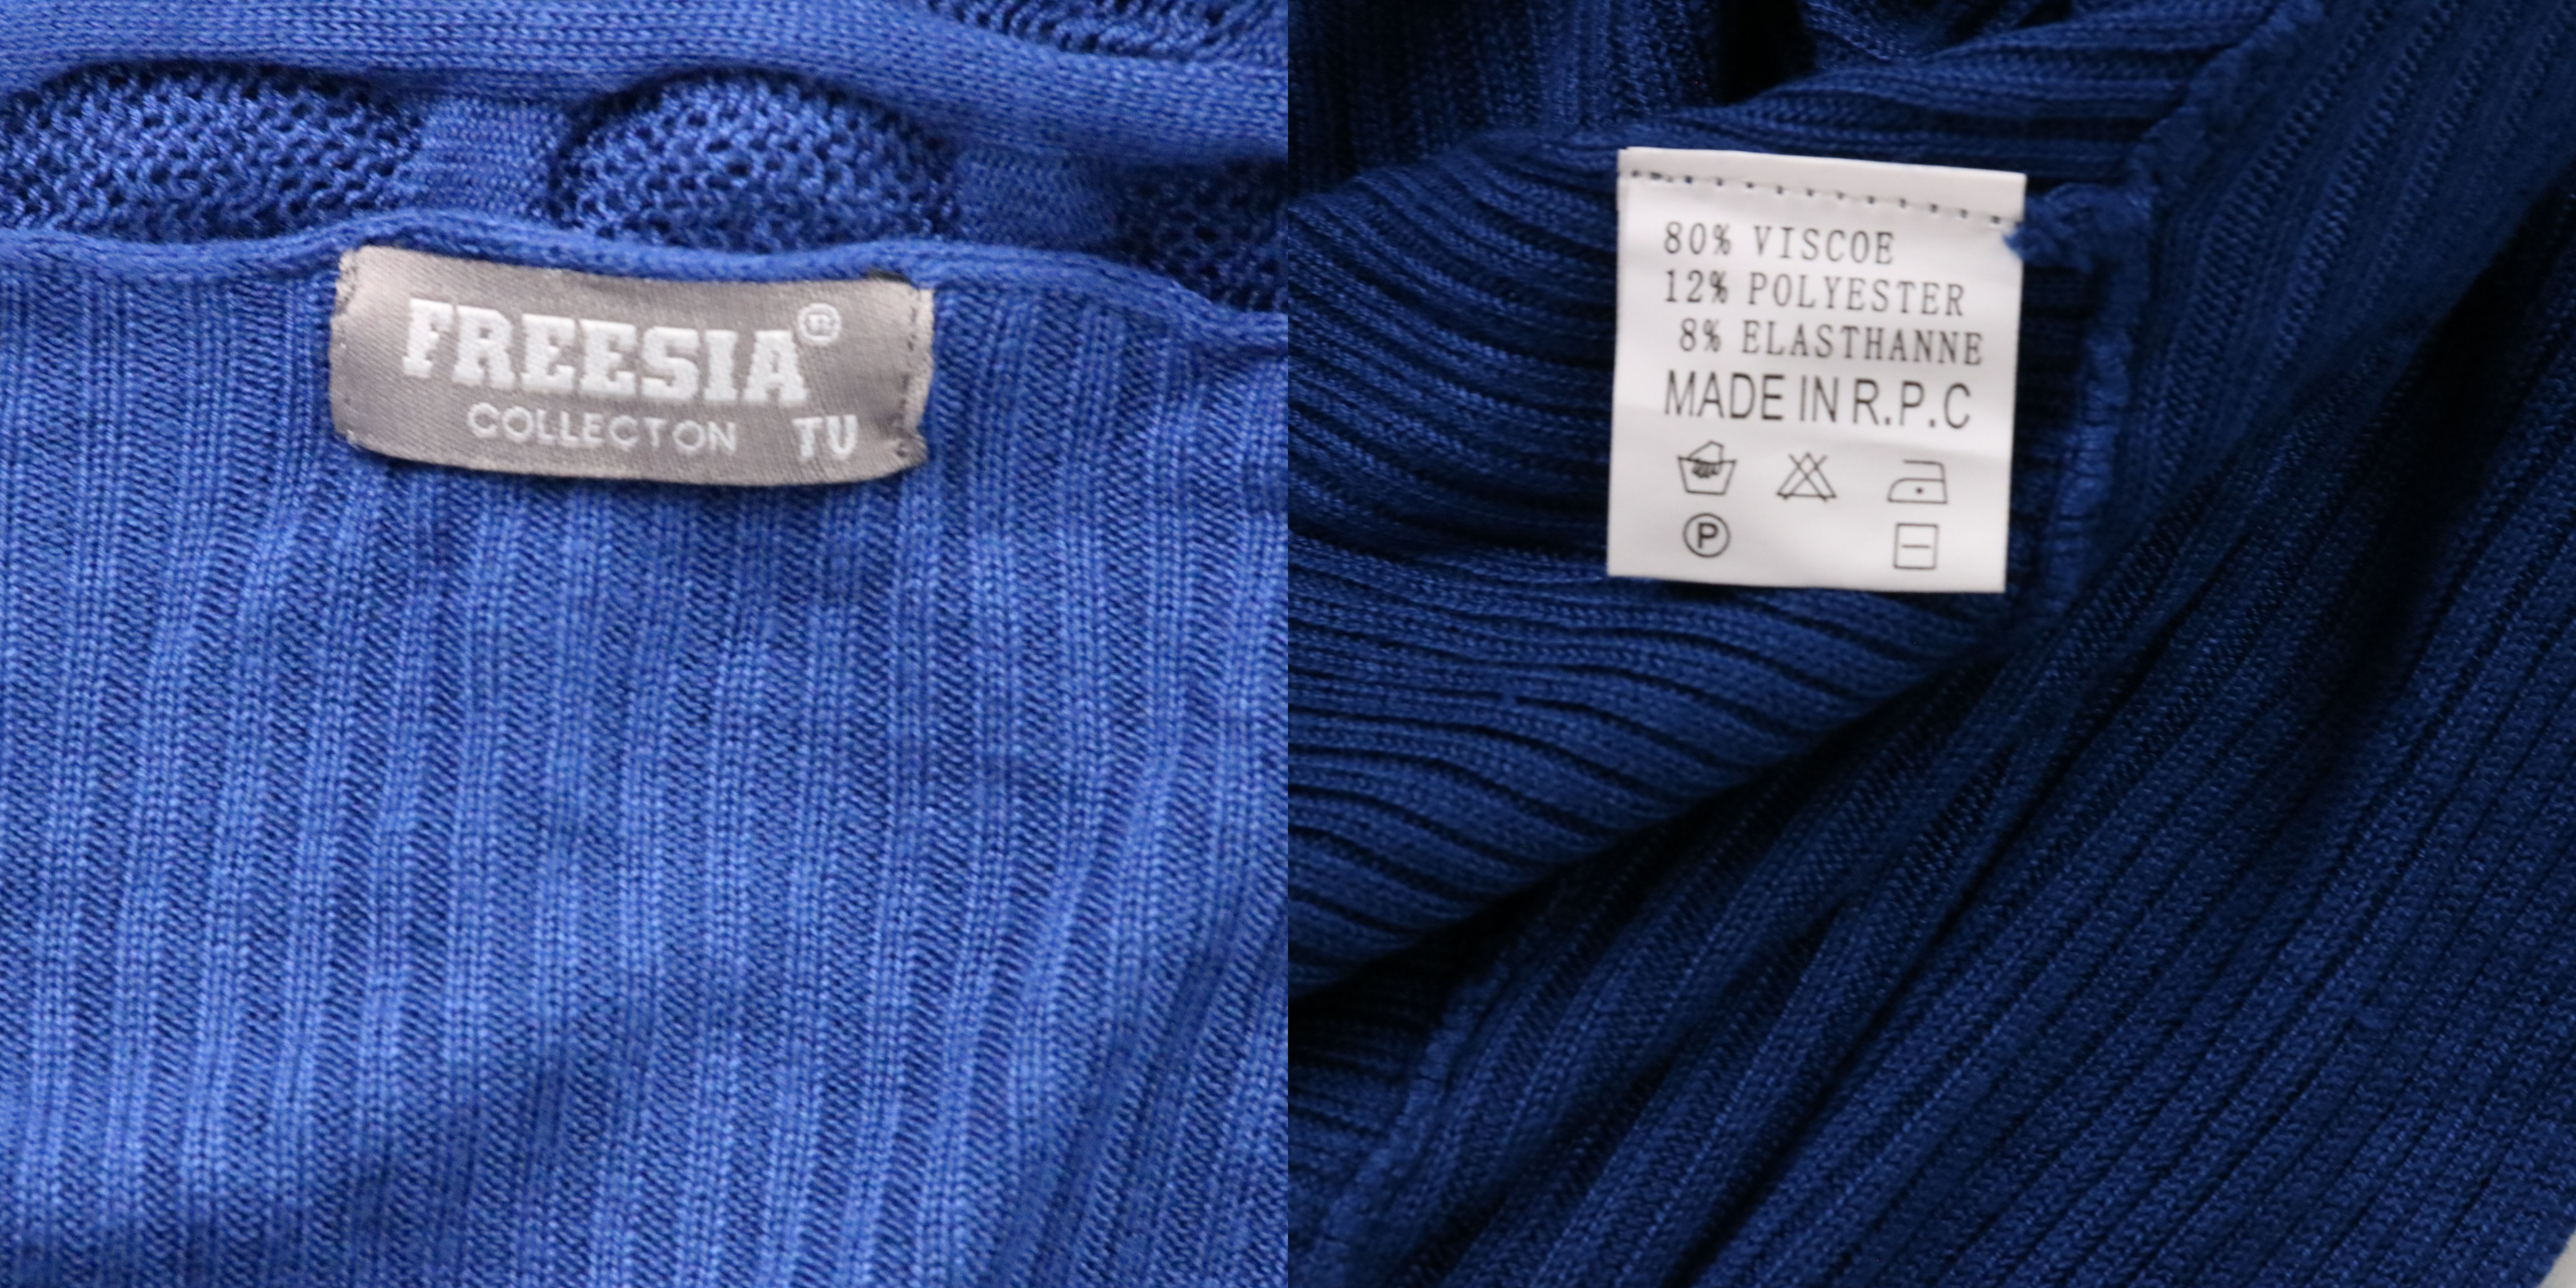 FREESIA®
COLLECTON TU
80% VISCOE
12% POLYESTER
8% ELASTHANNE
MADE IN R.P.C
P